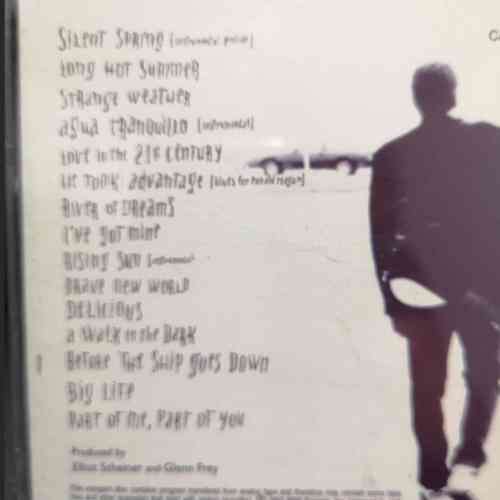 Silent Spring [instrumental prelude]
Long Hot Summer
Strange Weather
Agua Tranquillo [instrumental]
Love in the 21st Century
He Took Advantage [blues for Ronald Reagan]
River of Dreams
I've Got Mine
Rising Sun [instrumental]
Brave New World
Delicious
A Walk in the Dark
Before The Ship Goes Down
Big Life
Part of Me, Part of You
Produced by
Elliot Scheiner and Glenn Frey